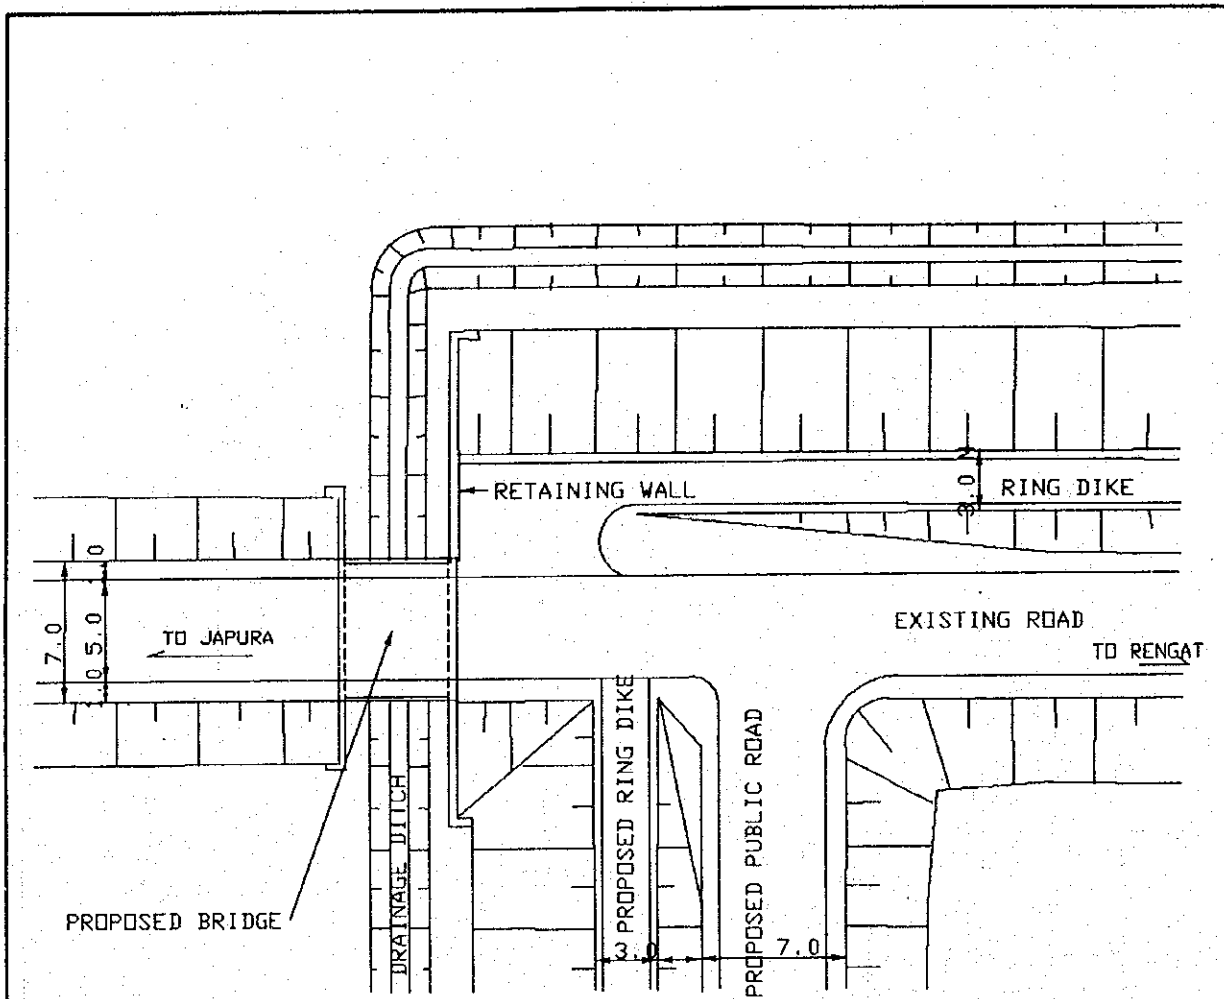 RETAINING WALL
3.0 M
RING DIKE
7.0
5.0
TO JAPURA
EXISTING ROAD
TO RENGAT
PROPOSED RING DIKE
PROPOSED PUBLIC ROAD
DRAINAGE DITCH
PROPOSED BRIDGE
3.0
7.0